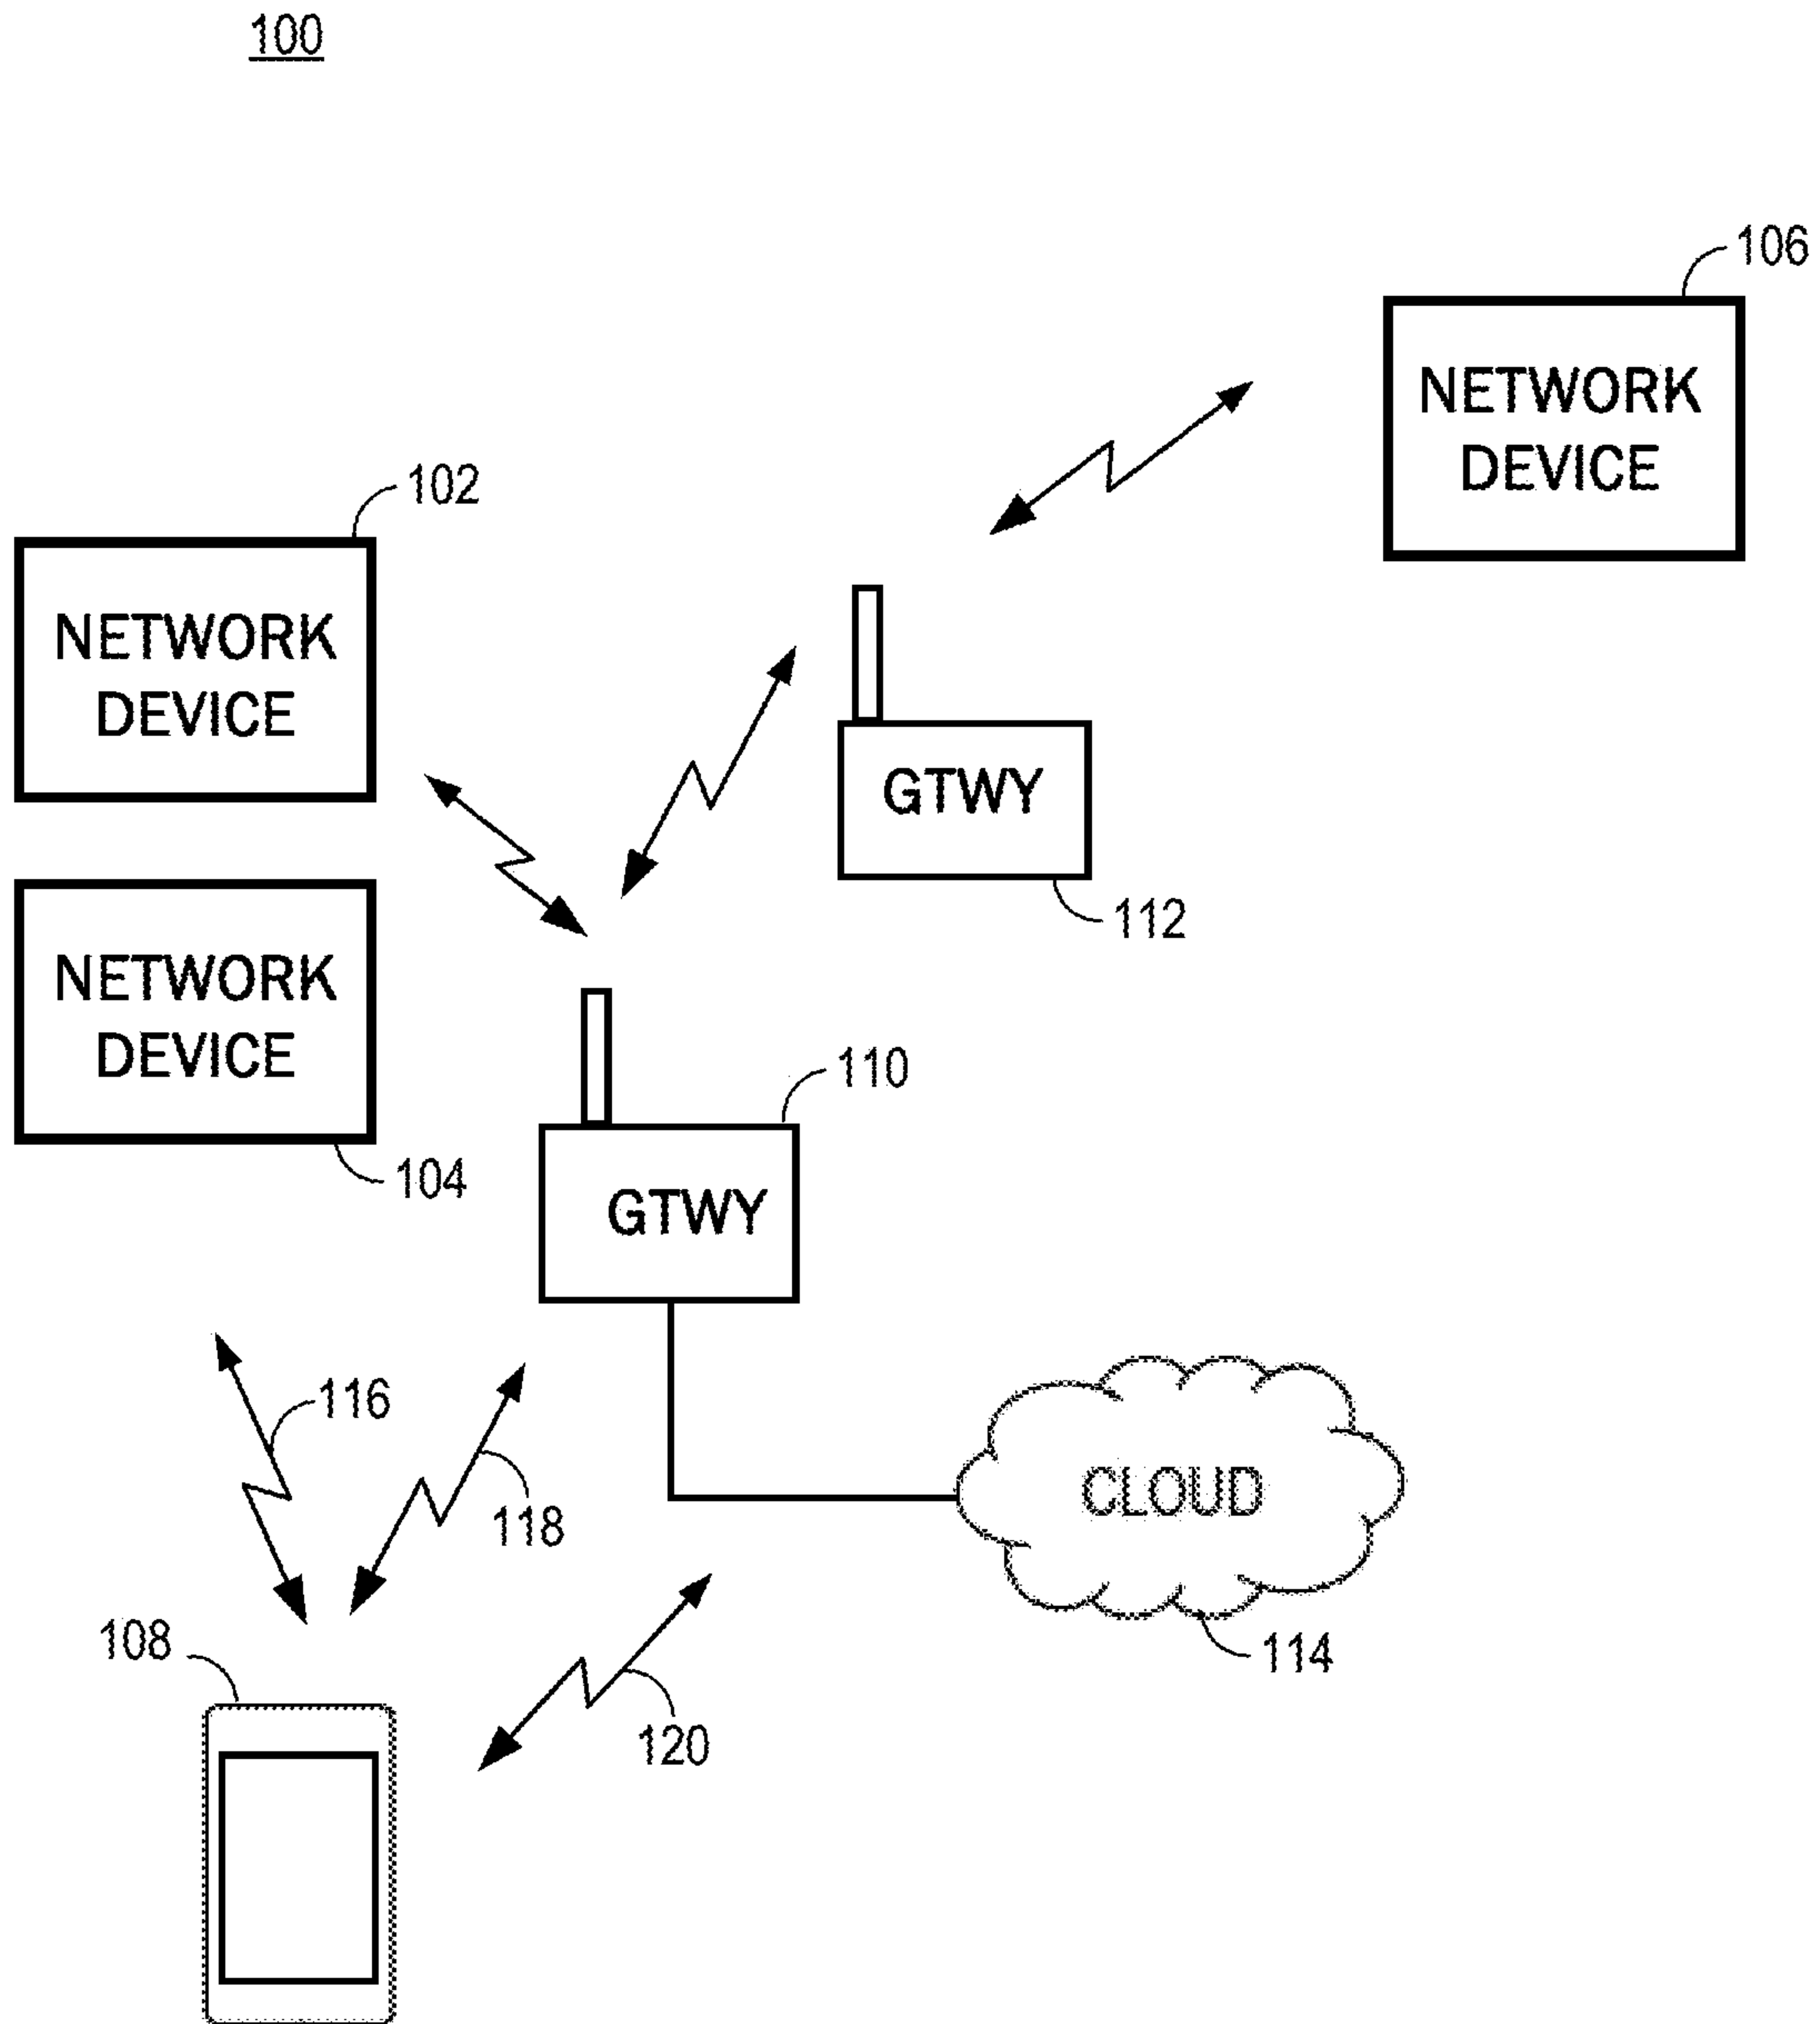 100
106
NETWORK
DEVICE
102
NETWORK
DEVICE
GTWY
112
NETWORK
DEVICE
104
110
GTWY
116
118
CLOUD
114
108
120